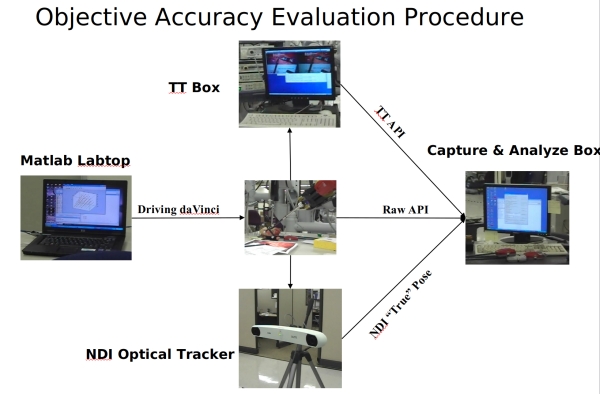 Objective Accuracy Evaluation Procedure
TT Box
TT API
Capture & Analyze Box
Matlab Labtop
Driving daVinci
Raw API
NDI "True" Pose
NDI Optical Tracker